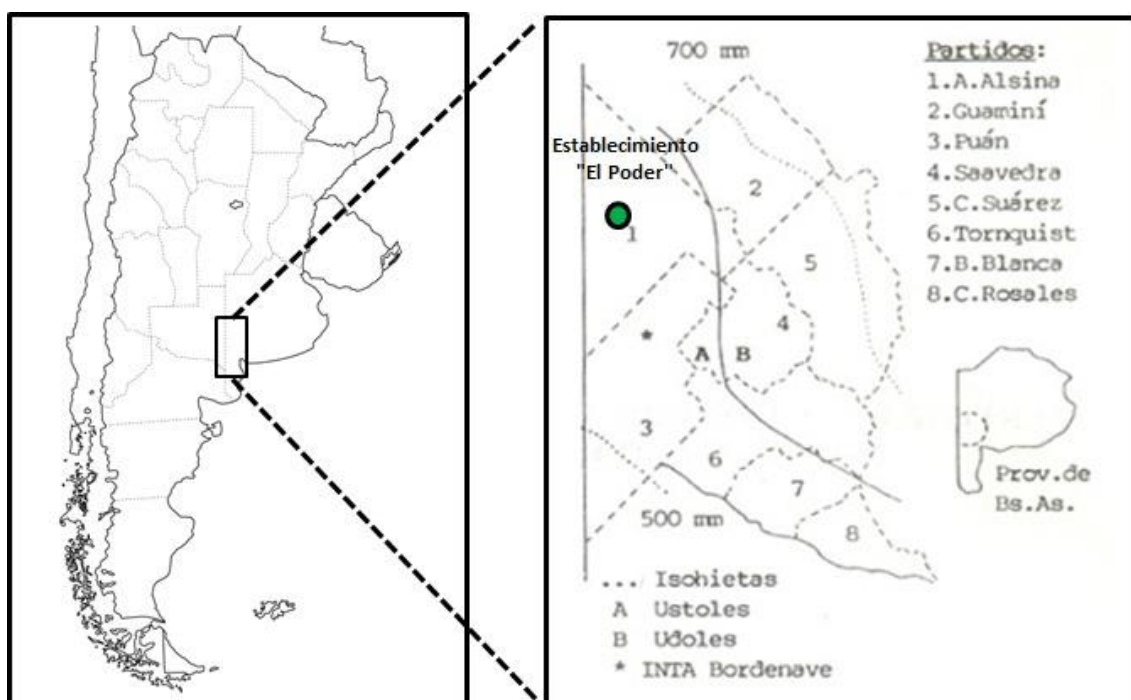 700 mm
Partidos:
1.A.Alsina
2.Guaminí
3.Puán
4.Saavedra
5.C.Suárez
6.Tornquist
7.B.Blanca
8.C.Rosales
Establecimiento
"El Poder"
2
1
5
4
*
A B
3
6
7
8
500 mm
Prov.de
Bs.As.
.... Isohietas
A Ustoles
B Udoles
* INTA Bordenave